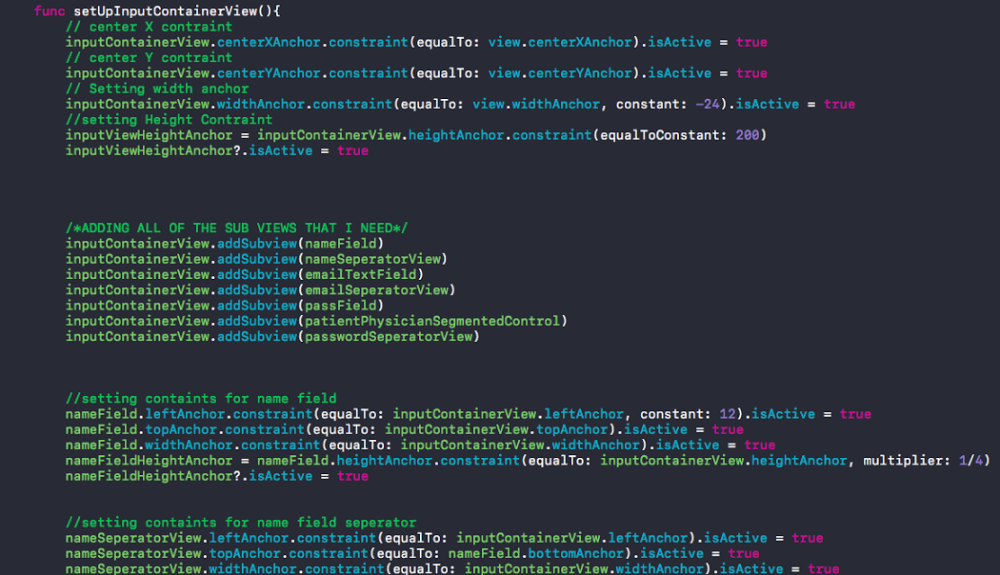 func setUpInputContainerView(){
// center X contraint
inputContainerView.centerXAnchor.constraint(equalTo: view.centerXAnchor).isActive = true
// center Y contraint
inputContainerView.centerYAnchor.constraint(equalTo: view.centerYAnchor).isActive = true
// Setting width anchor
inputContainerView.widthAnchor.constraint(equalTo: view.widthAnchor, constant: -24).isActive = true
//setting Height Contraint
inputViewHeightAnchor = inputContainerView.heightAnchor.constraint(equalToConstant: 200)
inputViewHeightAnchor?.isActive = true
/*ADDING ALL OF THE SUB VIEWS THAT I NEED*/
inputContainerView.addSubview(nameField)
inputContainerView.addSubview(nameSeperatorView)
inputContainerView.addSubview(emailTextField)
inputContainerView.addSubview(emailSeperatorView)
inputContainerView.addSubview(passField)
inputContainerView.addSubview(patientPhysicianSegmentedControl)
inputContainerView.addSubview(passwordSeperatorView)
//setting containts for name field
nameField.leftAnchor.constraint(equalTo: inputContainerView.leftAnchor, constant: 12).isActive = true
nameField.topAnchor.constraint(equalTo: inputContainerView.topAnchor).isActive = true
nameField.widthAnchor.constraint(equalTo: inputContainerView.widthAnchor).isActive = true
nameFieldHeightAnchor = nameField.heightAnchor.constraint(equalTo: inputContainerView.heightAnchor, multiplier: 1/4)
nameFieldHeightAnchor?.isActive = true
//setting containts for name field seperator
nameSeperatorView.leftAnchor.constraint(equalTo: inputContainerView.leftAnchor).isActive = true
nameSeperatorView.topAnchor.constraint(equalTo: nameField.bottomAnchor).isActive = true
nameSeperatorView.widthAnchor.constraint(equalTo: inputContainerView.widthAnchor).isActive = true